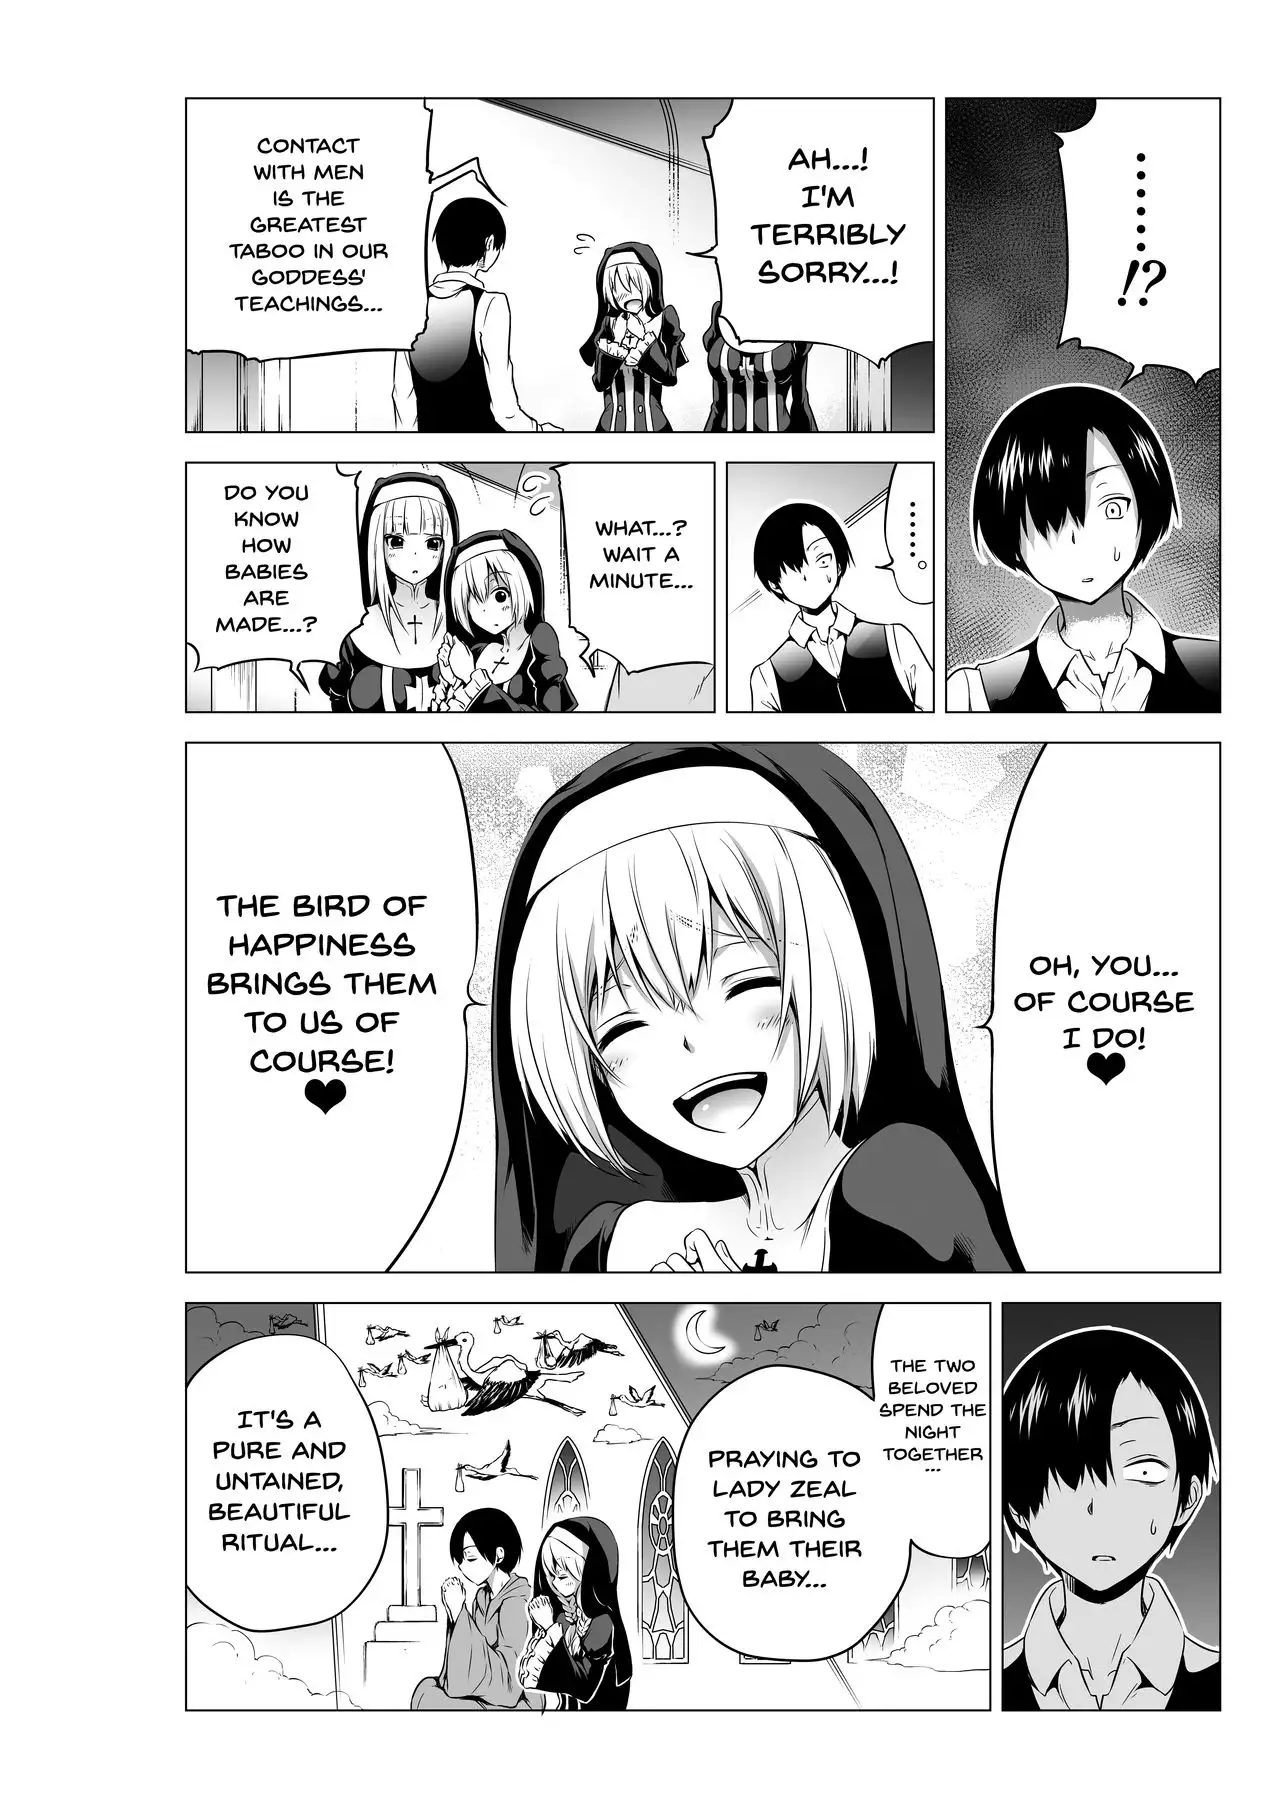 ………
!?
AH...!
I'M
TERRIBLY
SORRY...!
CONTACT
WITH MEN
IS THE
GREATEST
TABOO IN OUR
GODDESS'
TEACHINGS...
……
WHAT...?
WAIT A
MINUTE...
DO YOU
KNOW
HOW
BABIES
ARE
MADE...?
OH, YOU...
OF COURSE
I DO!
♥
THE BIRD OF
HAPPINESS
BRINGS THEM
TO US OF
COURSE!
♥
THE TWO
BELOVED
SPEND THE
NIGHT
TOGETHER
...
PRAYING TO
LADY ZEAL
TO BRING
THEM THEIR
BABY...
IT'S A
PURE AND
UNTAINED,
BEAUTIFUL
RITUAL...